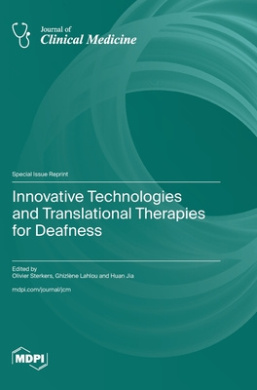 Journal of
Clinical Medicine
Special Issue Reprint
Innovative Technologies
and Translational Therapies
for Deafness
Edited by
Olivier Sterkers, Ghizlène Lahlou and Huan Jia
mdpi.com/journal/jcm
MDPI